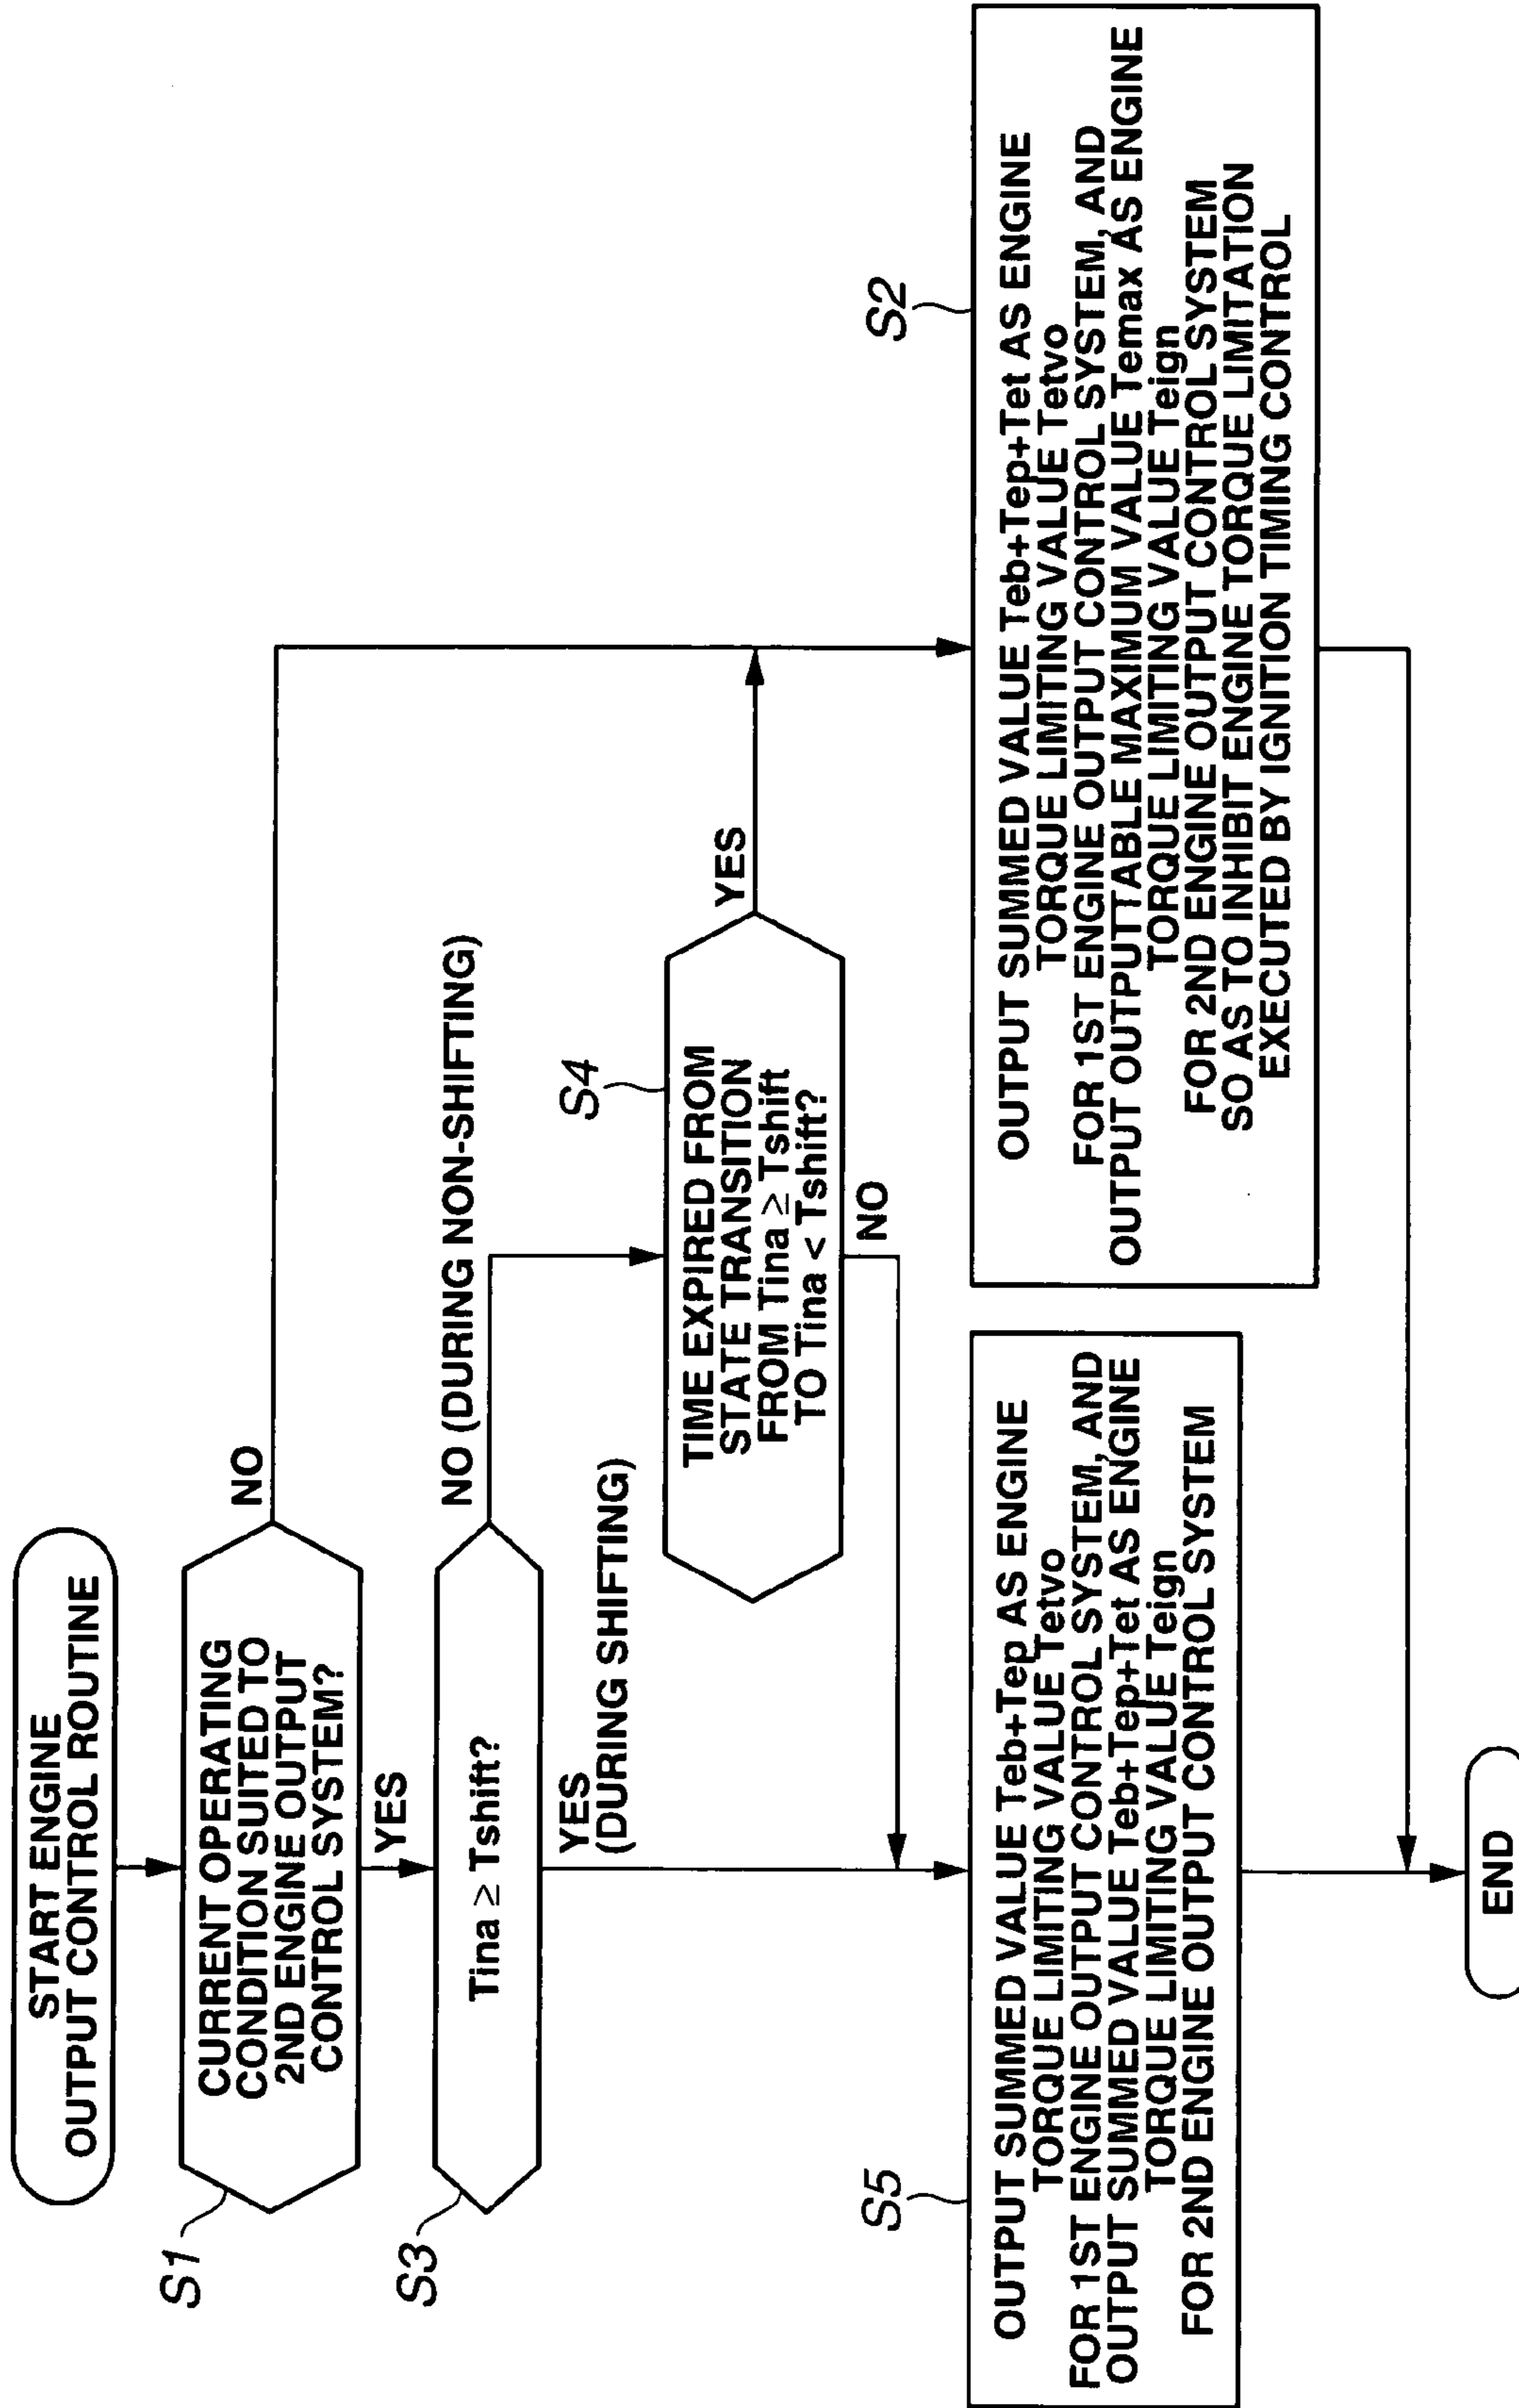 START ENGINE
OUTPUT CONTROL ROUTINE
S1
CURRENT OPERATING
CONDITION SUITED TO
2ND ENGINE OUTPUT
CONTROL SYSTEM?
NO
YES
S3
Tina ≥ Tshift?
NO (DURING NON-SHIFTING)
YES
(DURING SHIFTING)
S4
TIME EXPIRED FROM
STATE TRANSITION
FROM Tina ≥ Tshift
TO Tina < Tshift?
YES
NO
S5
OUTPUT SUMMED VALUE Teb+Tep AS ENGINE
TORQUE LIMITING VALUE Tetvo
FOR 1ST ENGINE OUTPUT CONTROL SYSTEM, AND
OUTPUT SUMMED VALUE Teb+Tep+Tet AS ENGINE
TORQUE LIMITING VALUE Teign
FOR 2ND ENGINE OUTPUT CONTROL SYSTEM
S2
OUTPUT SUMMED VALUE Teb+Tep+Tet AS ENGINE
TORQUE LIMITING VALUE Tetvo
FOR 1ST ENGINE OUTPUT CONTROL SYSTEM, AND
OUTPUT OUTPUTTABLE MAXIMUM VALUE Temax AS ENGINE
TORQUE LIMITING VALUE Teign
FOR 2ND ENGINE OUTPUT CONTROL SYSTEM
SO AS TO INHIBIT ENGINE TORQUE LIMITATION
EXECUTED BY IGNITION TIMING CONTROL
END